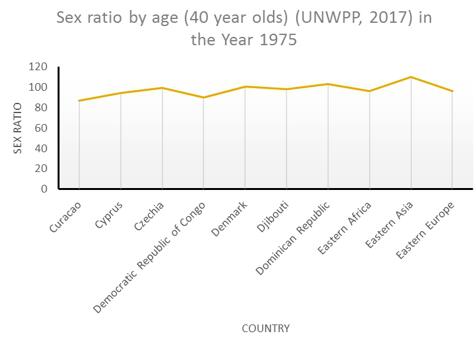 Sex ratio by age (40 year olds) (UNWPP, 2017) in
the Year 1975
120
100
80
60
40
20
0
SEX RATIO
Curacao
Cyprus
Czechia
Democratic Republic of Congo
Denmark
Djibouti
Dominican Republic
Eastern Africa
Eastern Asia
Eastern Europe
COUNTRY